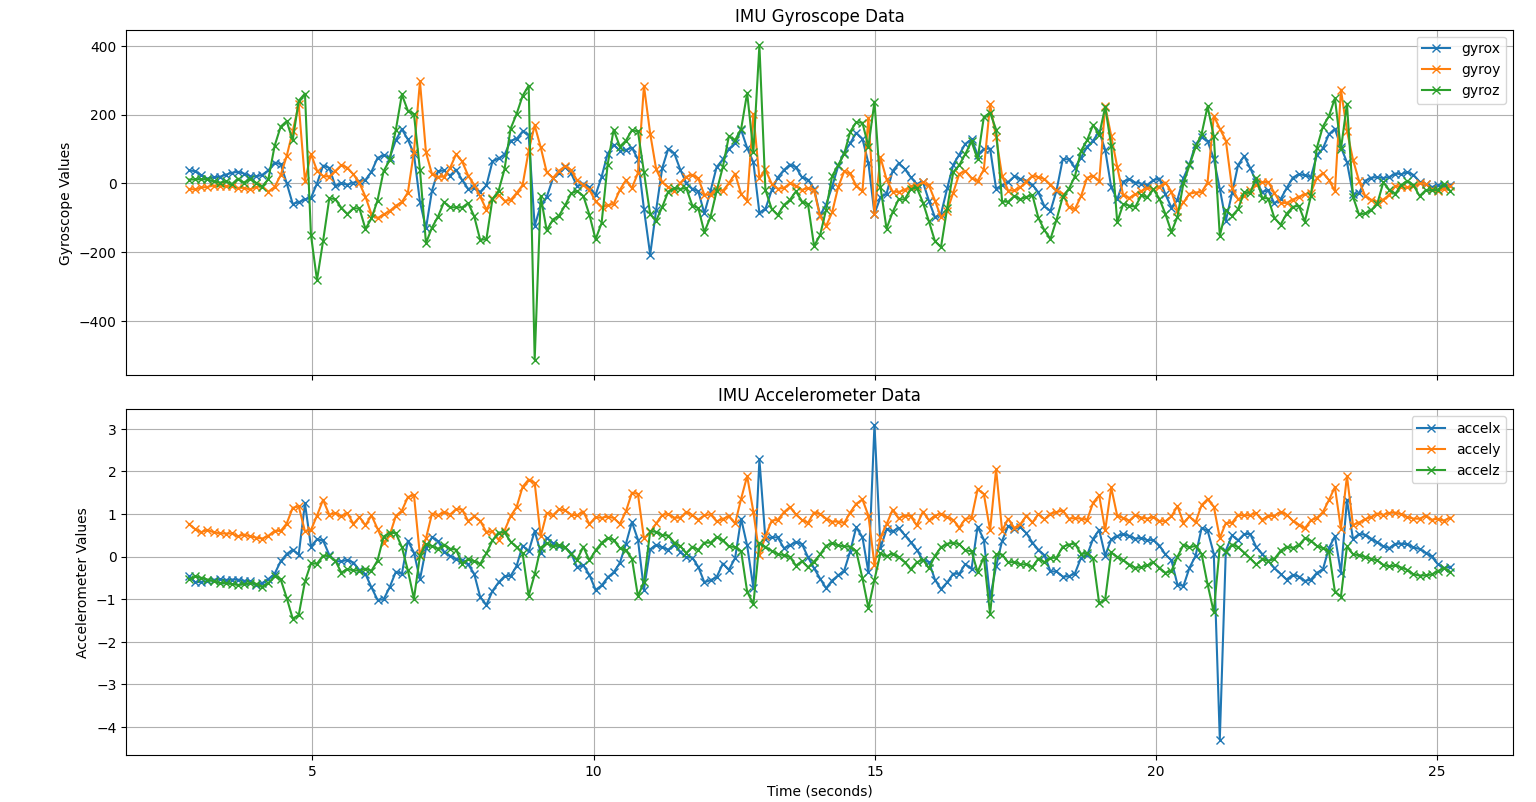 IMU Gyroscope Data
Gyroscope Values
400
200
0
−200
−400
gyrox
gyroy
gyroz
IMU Accelerometer Data
Accelerometer Values
3
2
1
0
−1
−2
−3
−4
accelx
accely
accelz
5
10
15
20
25
Time (seconds)